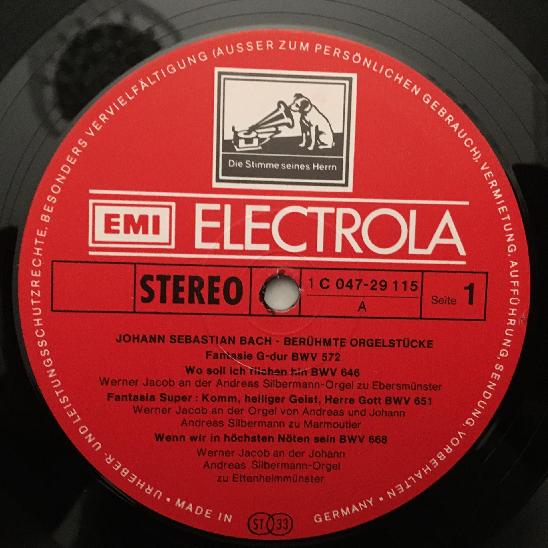 URHEBER- UND LEISTUNGSSCHUTZRECHTE, BESONDERS VERVIELFÄLTIGUNG (AUSSER ZUM PERSÖNLICHEN GEBRAUCH), VERMIETUNG, AUFFÜHRUNG, SENDUNG, VORBEHALTEN
Die Stimme seines Herrn
EMI ELECTROLA
STEREO
1 C 047-29 115
A
Seite 1
JOHANN SEBASTIAN BACH - BERÜHMTE ORGELSTÜCKE
Fantasie G-dur BWV 572
Wo soll ich fliehen hin BWV 646
Werner Jacob an der Andreas Silbermann-Orgel zu Ebersmünster
Fantasia Super: Komm, heiliger Geist, Herre Gott BWV 651
Werner Jacob an der Orgel von Andreas und Johann
Andreas Silbermann zu Marmoutier
Wenn wir in höchsten Nöten sein BWV 668
Werner Jacob an der Johann
Andreas Silbermann-Orgel
zu Ettenheimmünster
• MADE IN GERMANY •
ST 33